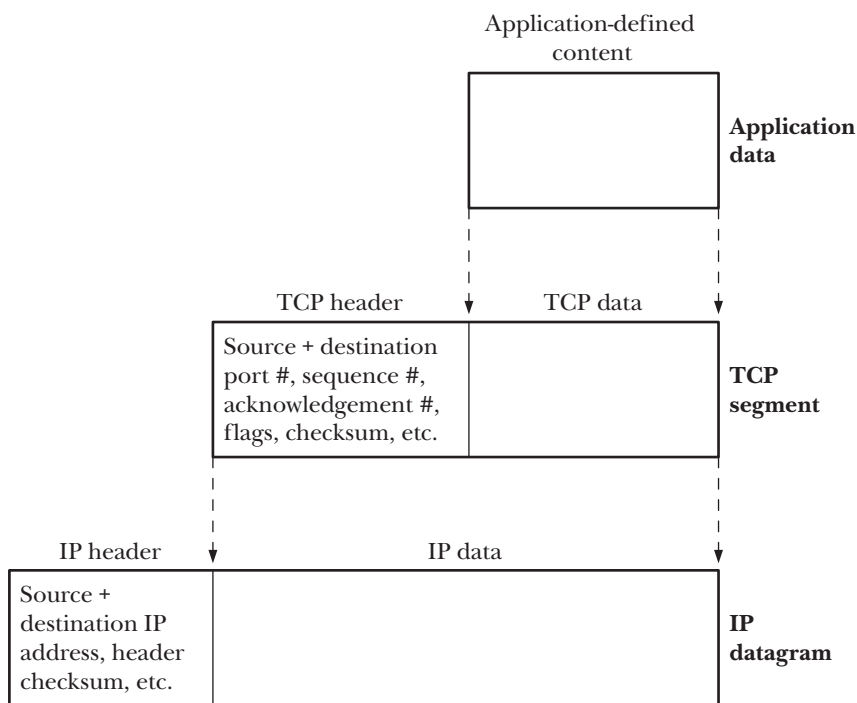 Application-defined
content
Application
data
TCP header
TCP data
Source + destination
port #, sequence #,
acknowledgement #,
flags, checksum, etc.
TCP
segment
IP header
IP data
Source +
destination IP
address, header
checksum, etc.
IP
datagram